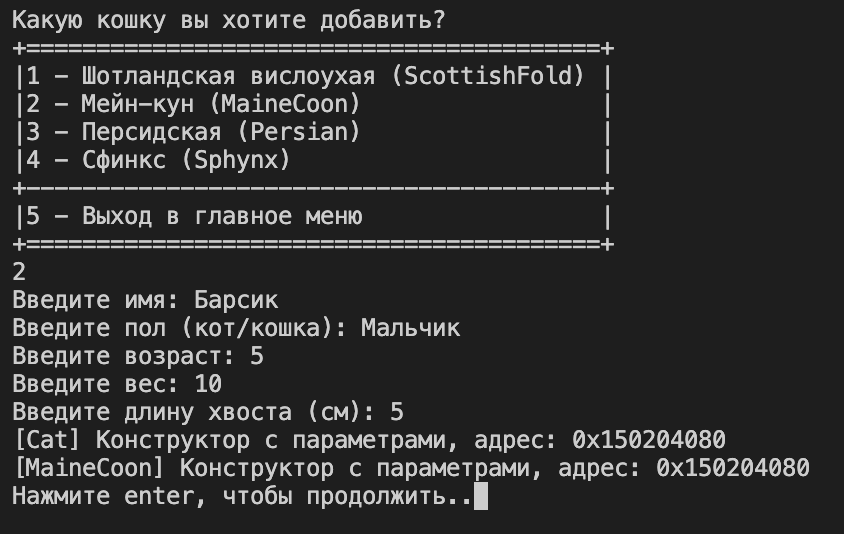 Какую кошку вы хотите добавить?
+=========================================+
|1 – Шотландская вислоухая (ScottishFold) |
|2 – Мейн-кун (MaineCoon)                 |
|3 – Персидская (Persian)                 |
|4 – Сфинкс (Sphynx)                      |
+-----------------------------------------+
|5 – Выход в главное меню                 |
+=========================================+
2
Введите имя: Барсик
Введите пол (кот/кошка): Мальчик
Введите возраст: 5
Введите вес: 10
Введите длину хвоста (см): 5
[Cat] Конструктор с параметрами, адрес: 0x150204080
[MaineCoon] Конструктор с параметрами, адрес: 0x150204080
Нажмите enter, чтобы продолжить..